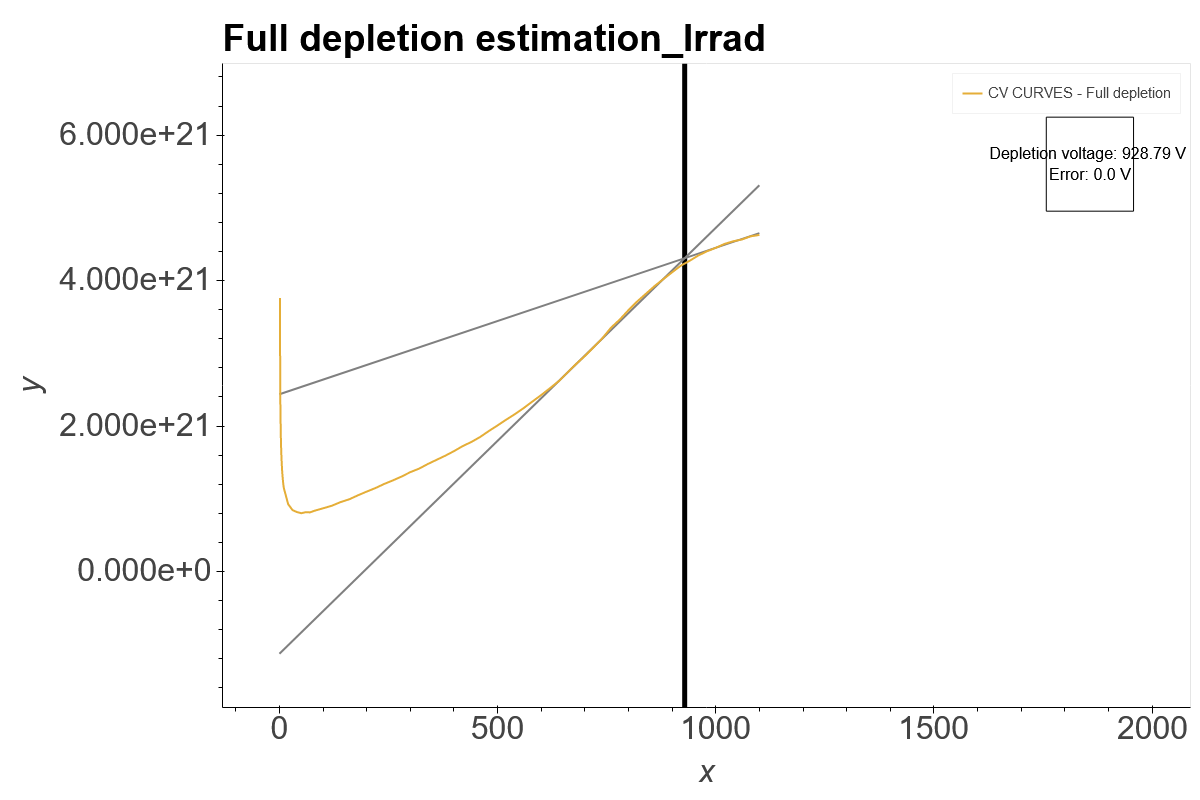 Full depletion estimation_Irrad
CV CURVES - Full depletion
Depletion voltage: 928.79 V
Error: 0.0 V
6.000e+21
4.000e+21
2.000e+21
0.000e+0
y
0 500 1000 1500 2000
x